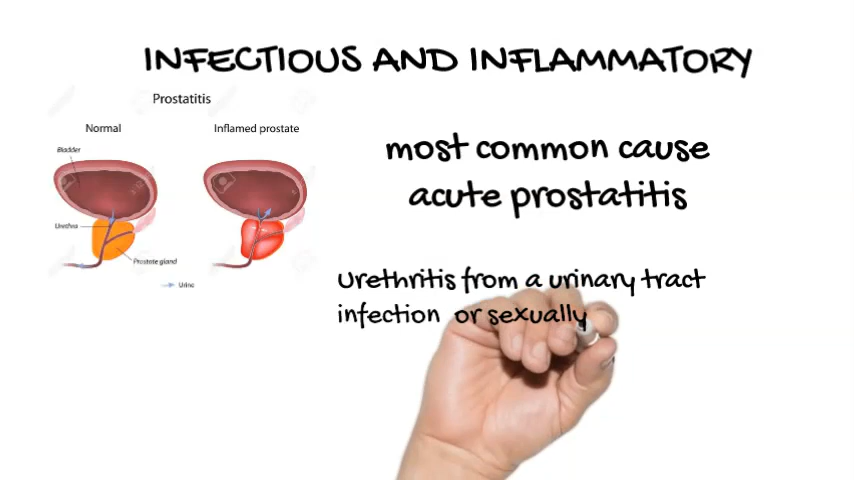 INFECTIOUS AND INFLAMMATORY
Prostatitis
Normal
Inflamed prostate
Bladder
most common cause
acute prostatitis
Urethra
Prostate gland
Urine
Urethritis from a urinary tract
infection or sexually